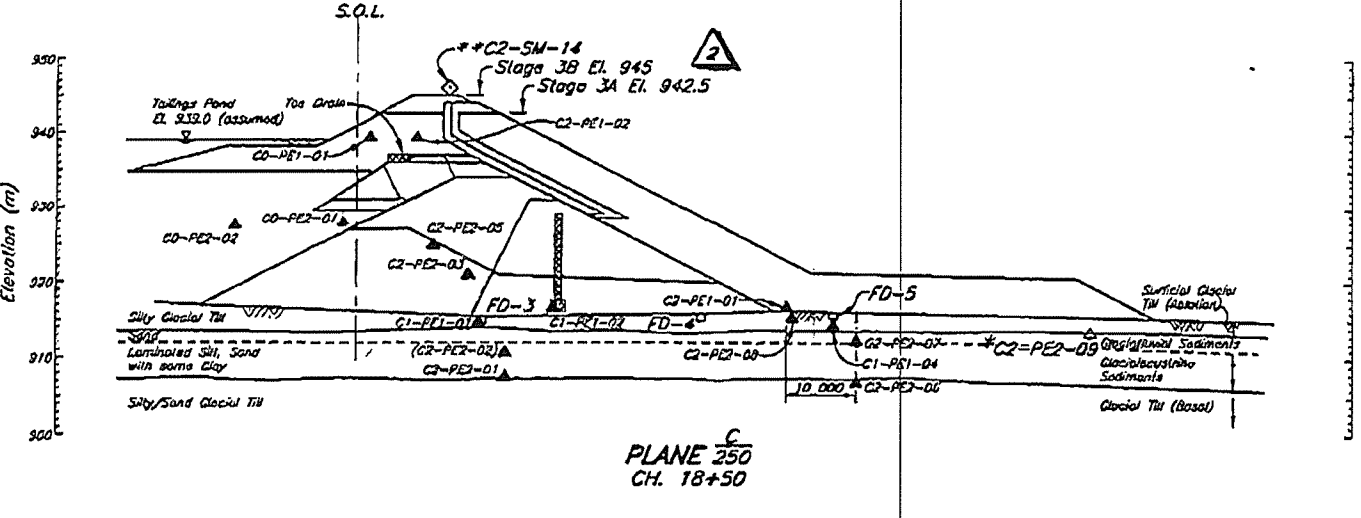 S.O.L.
**C2-SM-14
2
Stage 3B El. 945
Stage 3A El. 942.5
950
940
930
920
910
900
Elevation (m)
Tailings Pond
El. 939.0 (assumed)
Toe Drain
C2-PE1-02
C0-PE1-01
C0-PE2-01
C0-PE2-02
C2-PE2-05
C2-PE2-03
FD-3
C2-PE1-01
FD-5
Surficial Glacial
Till (Ablation)
Silty Glacial Till
C1-PE1-01
C1-PE1-02
FD-4
Sand
C2-PE2-07
*C2=PE2-09
Glaciofluvial Sediments
Laminated Silt, Sand
with some Clay
(C2-PE2-02)
C2-PE2-08
C1-PE1-04
Glaciolacustrine
Sediments
C2-PE2-01
10.000
C2-PE2-06
Silty/Sand Glacial Till
Glacial Till (Basal)
PLANE C
250
CH. 18+50